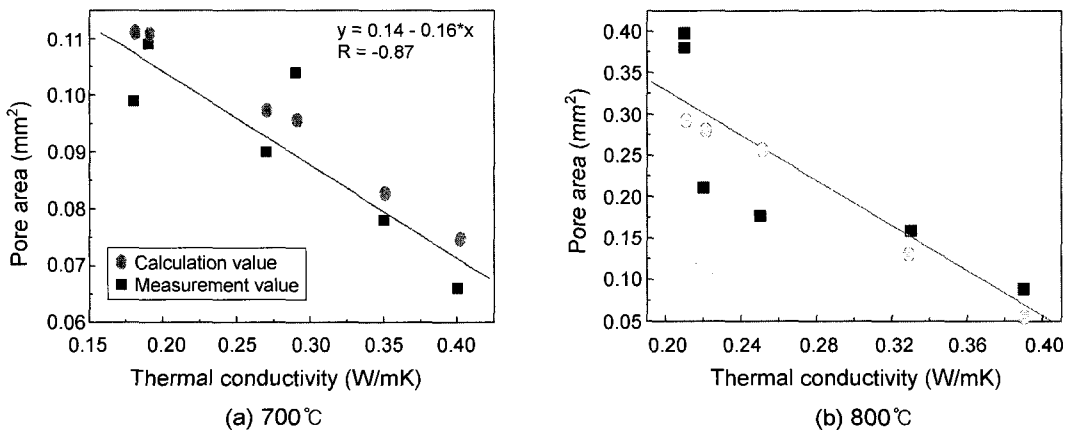 0.11
0.10
0.09
0.08
0.07
0.06
Pore area (mm²)
y = 0.14 - 0.16*x
R = -0.87
Calculation value
Measurement value
0.15 0.20 0.25 0.30 0.35 0.40
Thermal conductivity (W/mK)
(a) 700℃
0.40
0.35
0.30
0.25
0.20
0.15
0.10
0.05
Pore area (mm²)
0.20 0.24 0.28 0.32 0.36 0.40
Thermal conductivity (W/mK)
(b) 800℃